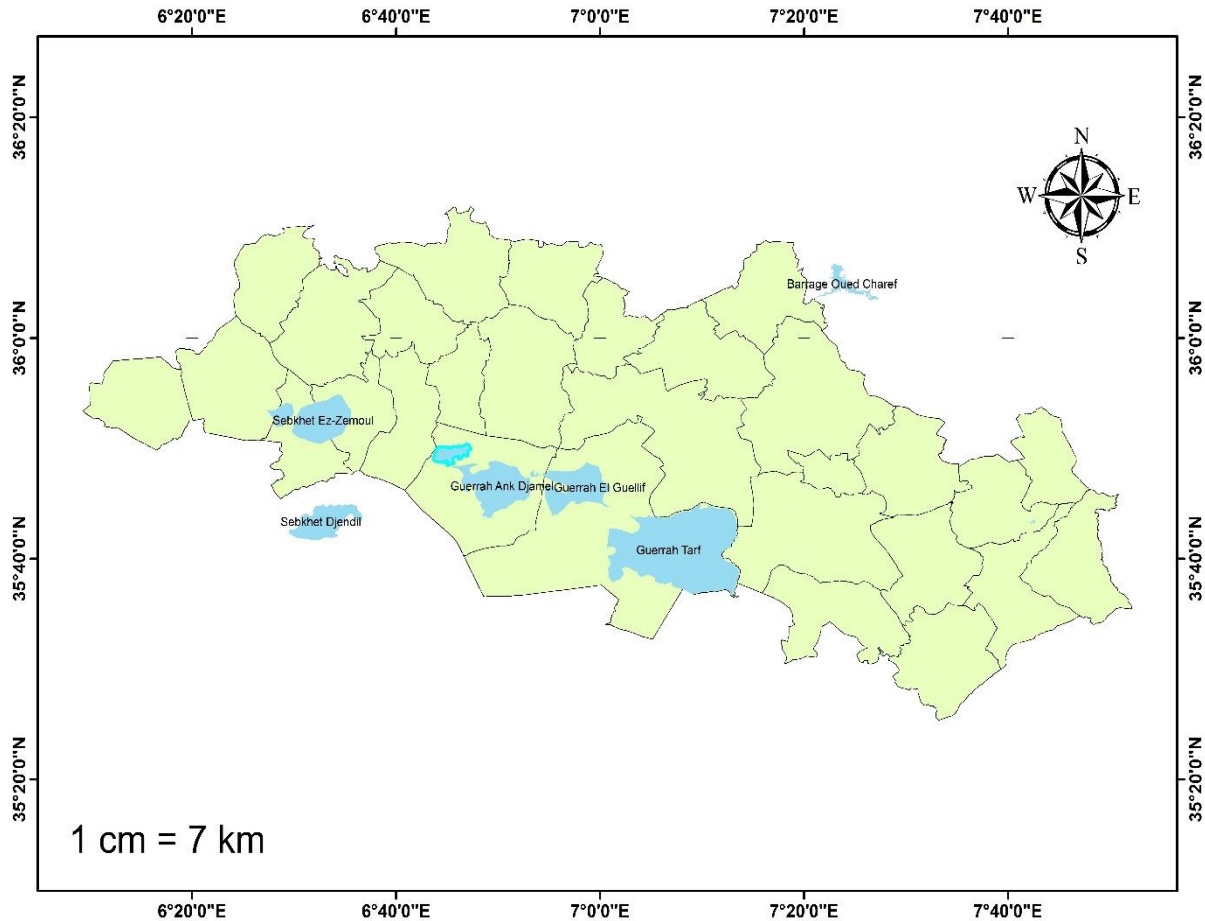 6°20'0"E 6°40'0"E 7°0'0"E 7°20'0"E 7°40'0"E
36°20'0"N 36°20'0"N
N
W E
S
Barrage Oued Charef
36°0'0"N 36°0'0"N
Sebkhet Ez-Zemoul
Guerrah Ank Djamel Guerrah El Guellif
Sebkhet Djendli
Guerrah Tarf
35°40'0"N 35°40'0"N
35°20'0"N 35°20'0"N
1 cm = 7 km
6°20'0"E 6°40'0"E 7°0'0"E 7°20'0"E 7°40'0"E